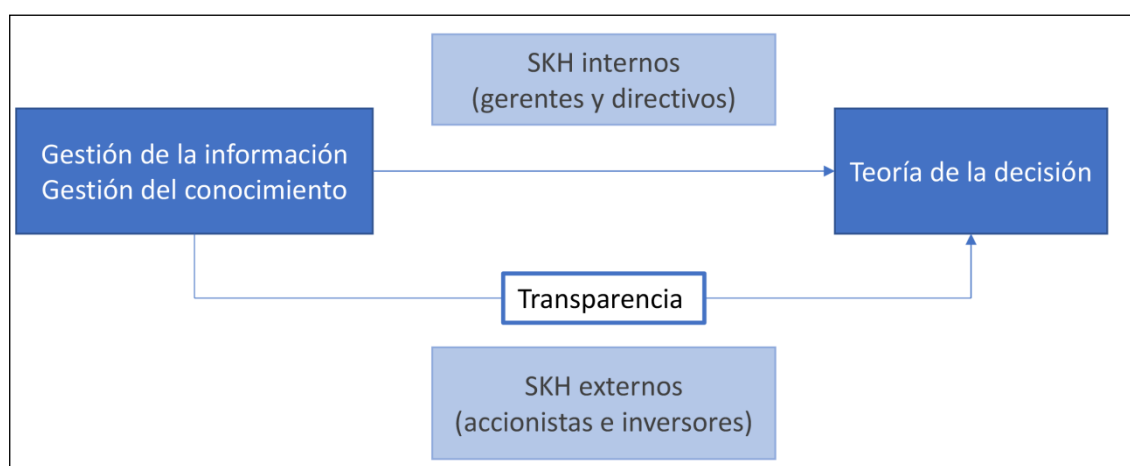 SKH internos
(gerentes y directivos)
Gestión de la información
Gestión del conocimiento
Teoría de la decisión
Transparencia
SKH externos
(accionistas e inversores)